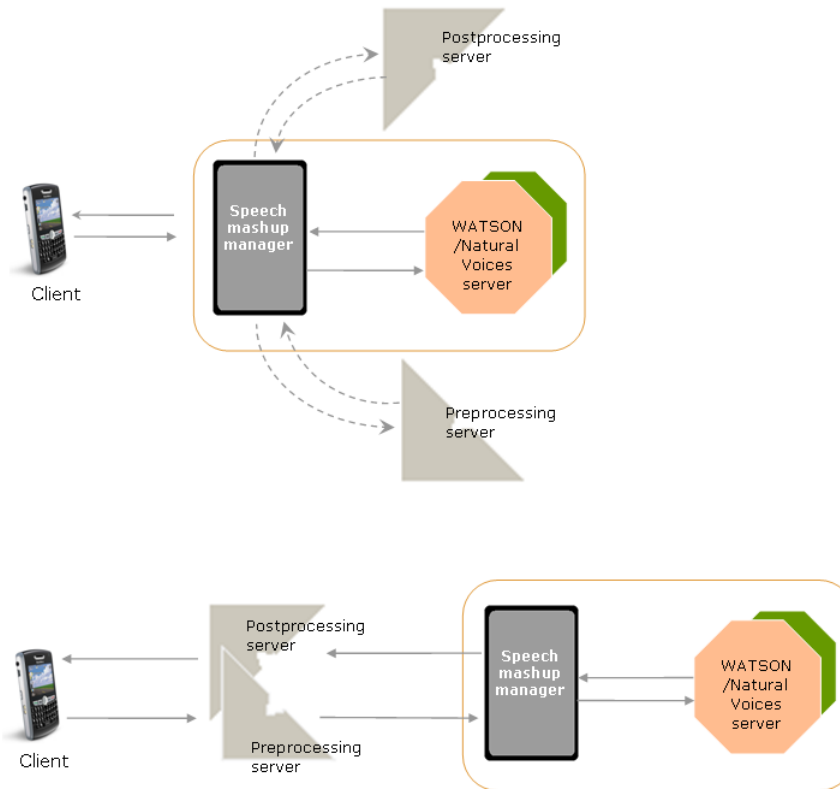 Postprocessing
server
Speech
mashup
manager
WATSON
/Natural
Voices
server
Client
Preprocessing
server
Postprocessing
server
Speech
mashup
manager
WATSON
/Natural
Voices
server
Preprocessing
server
Client